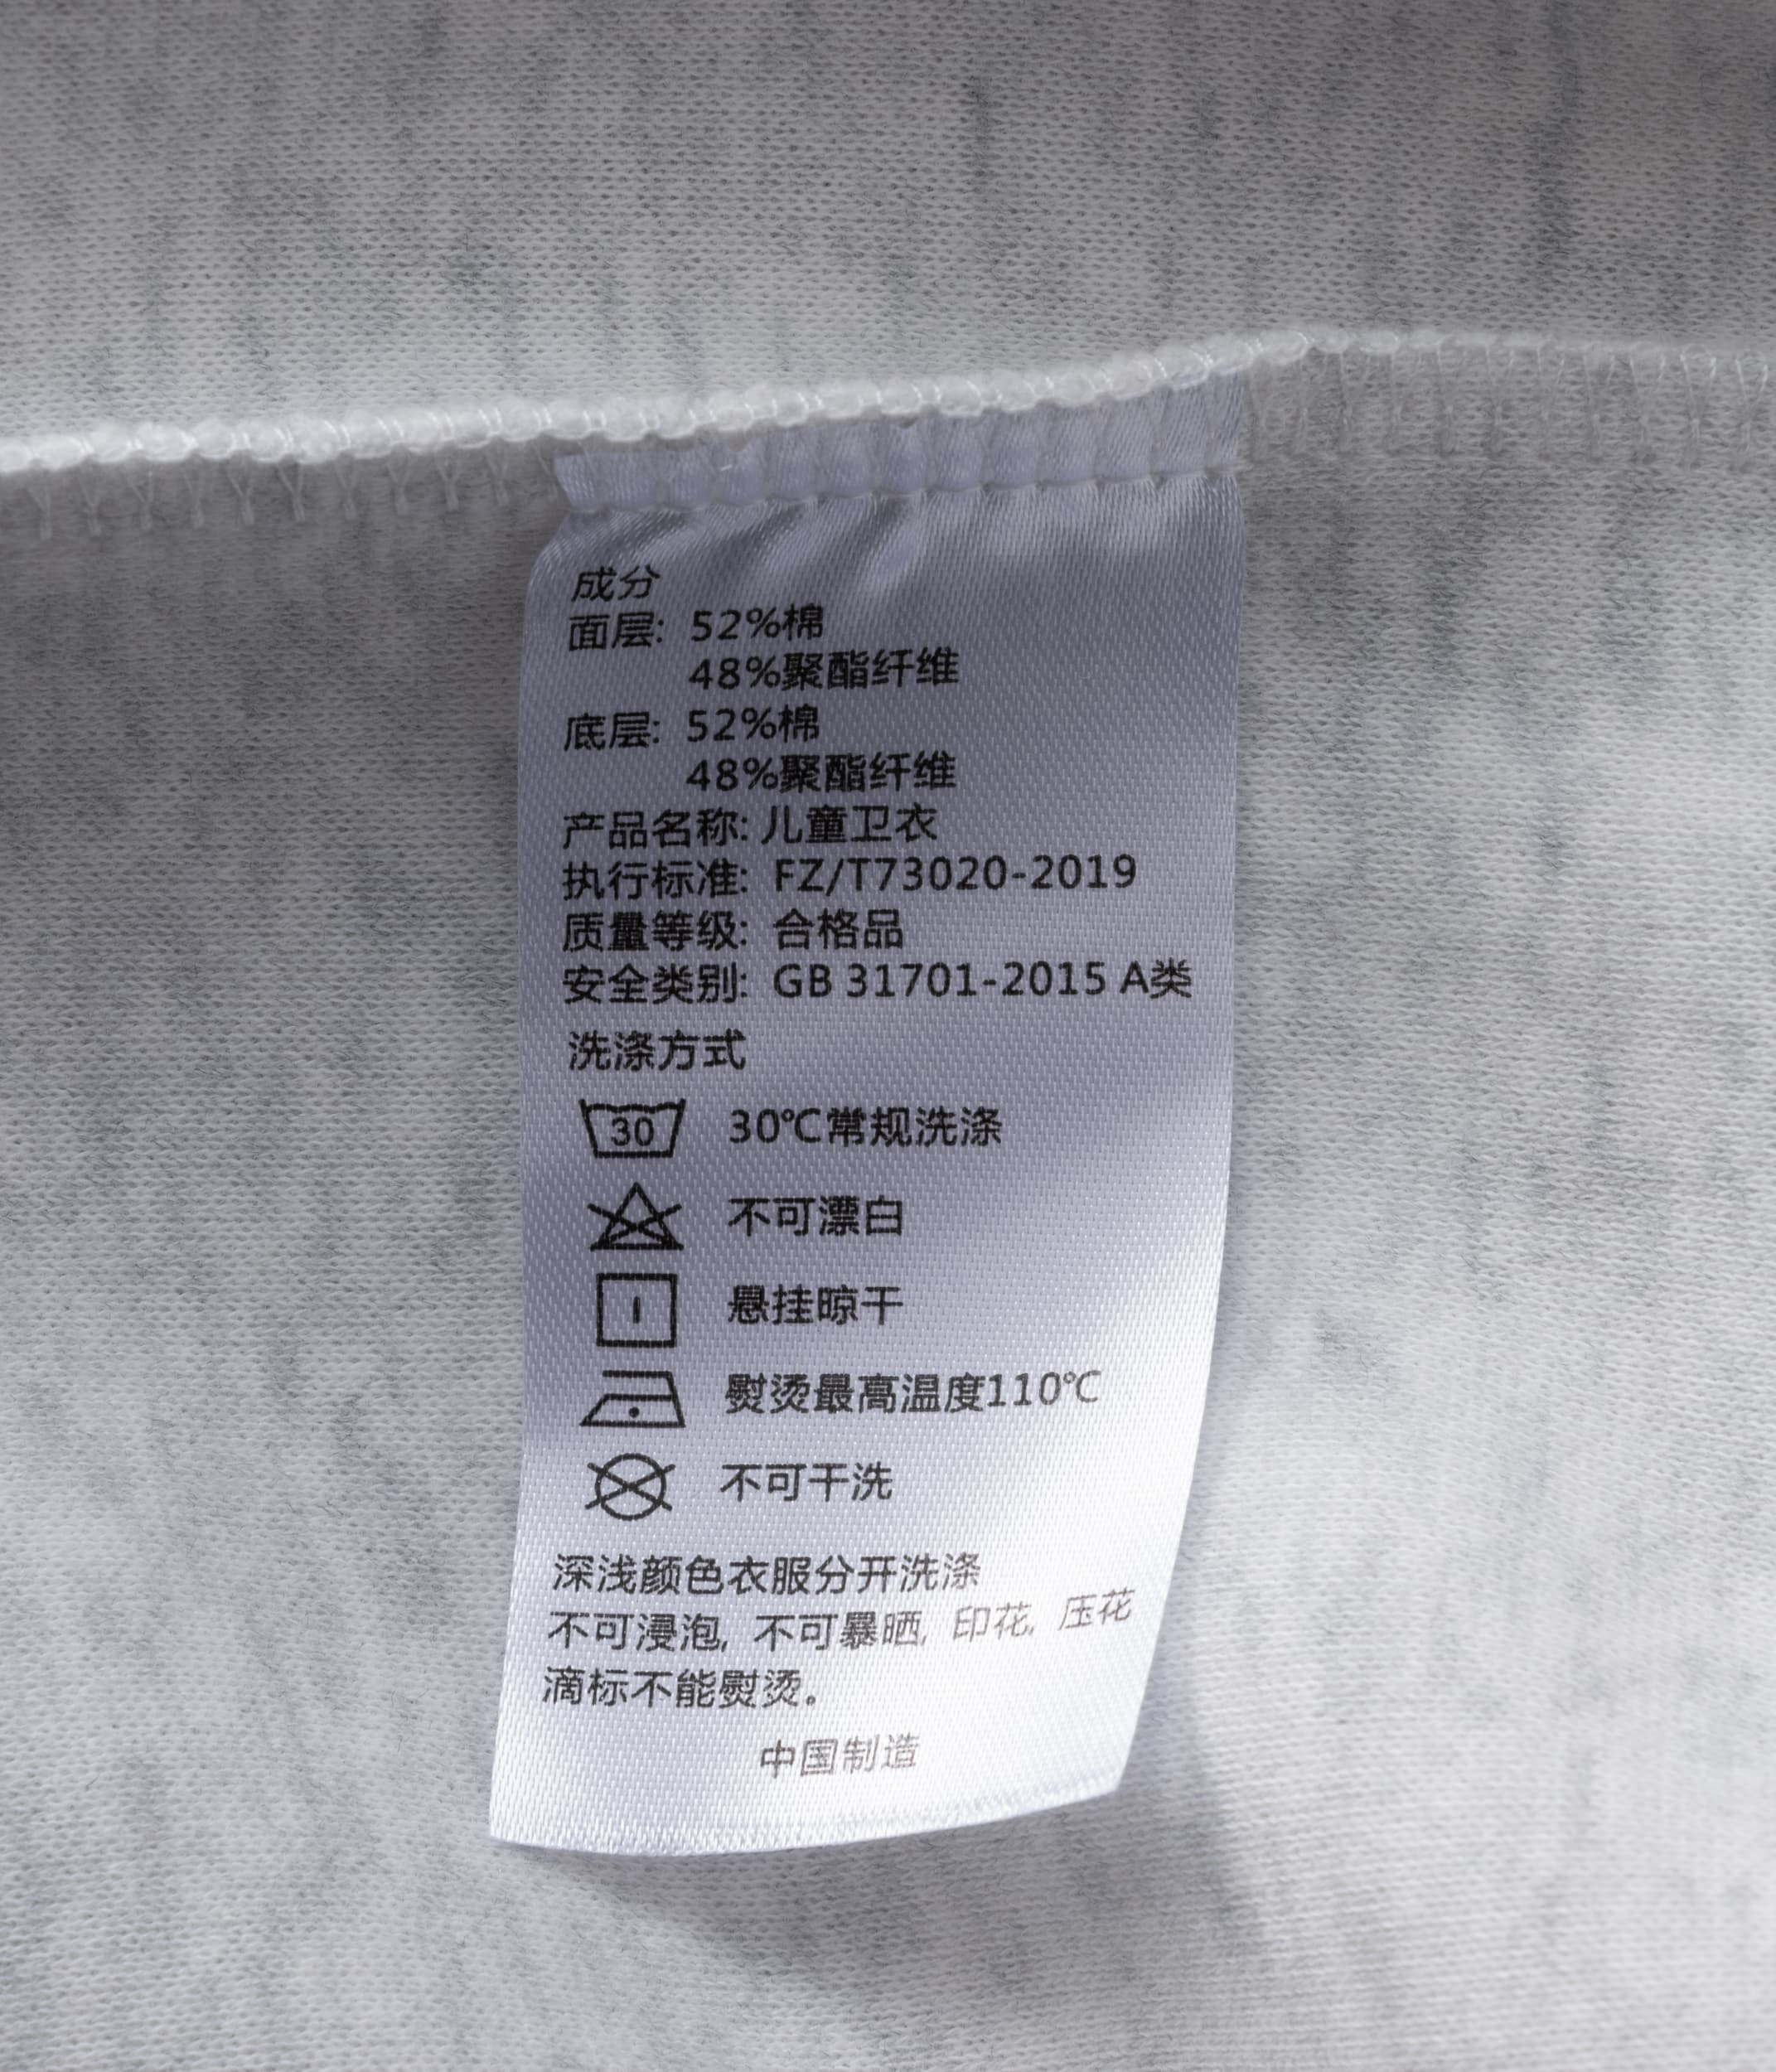 成分
面层: 52%棉
48%聚酯纤维
底层: 52%棉
48%聚酯纤维
产品名称: 儿童卫衣
执行标准: FZ/T73020-2019
质量等级: 合格品
安全类别: GB 31701-2015 A类
洗涤方式
30 30℃常规洗涤
不可漂白
悬挂晾干
熨烫最高温度110℃
不可干洗
深浅颜色衣服分开洗涤
不可浸泡, 不可暴晒, 印花, 压花
滴标不能熨烫。
中国制造